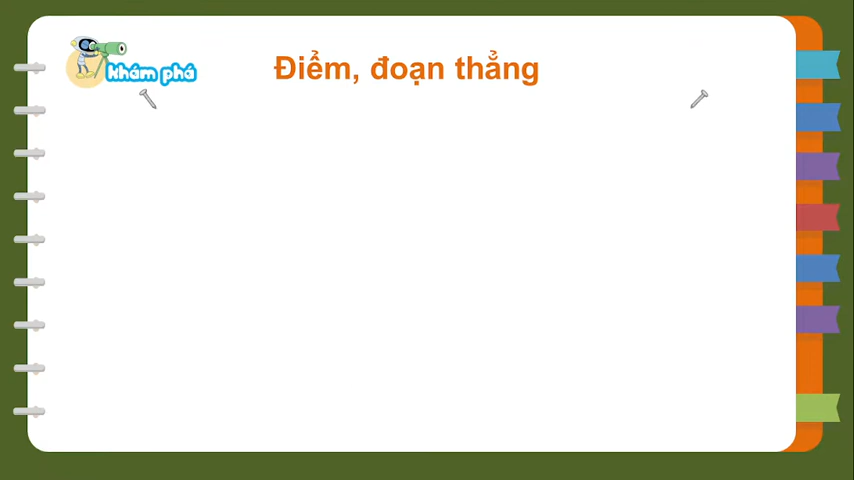 Điểm, đoạn thẳng
khám phá